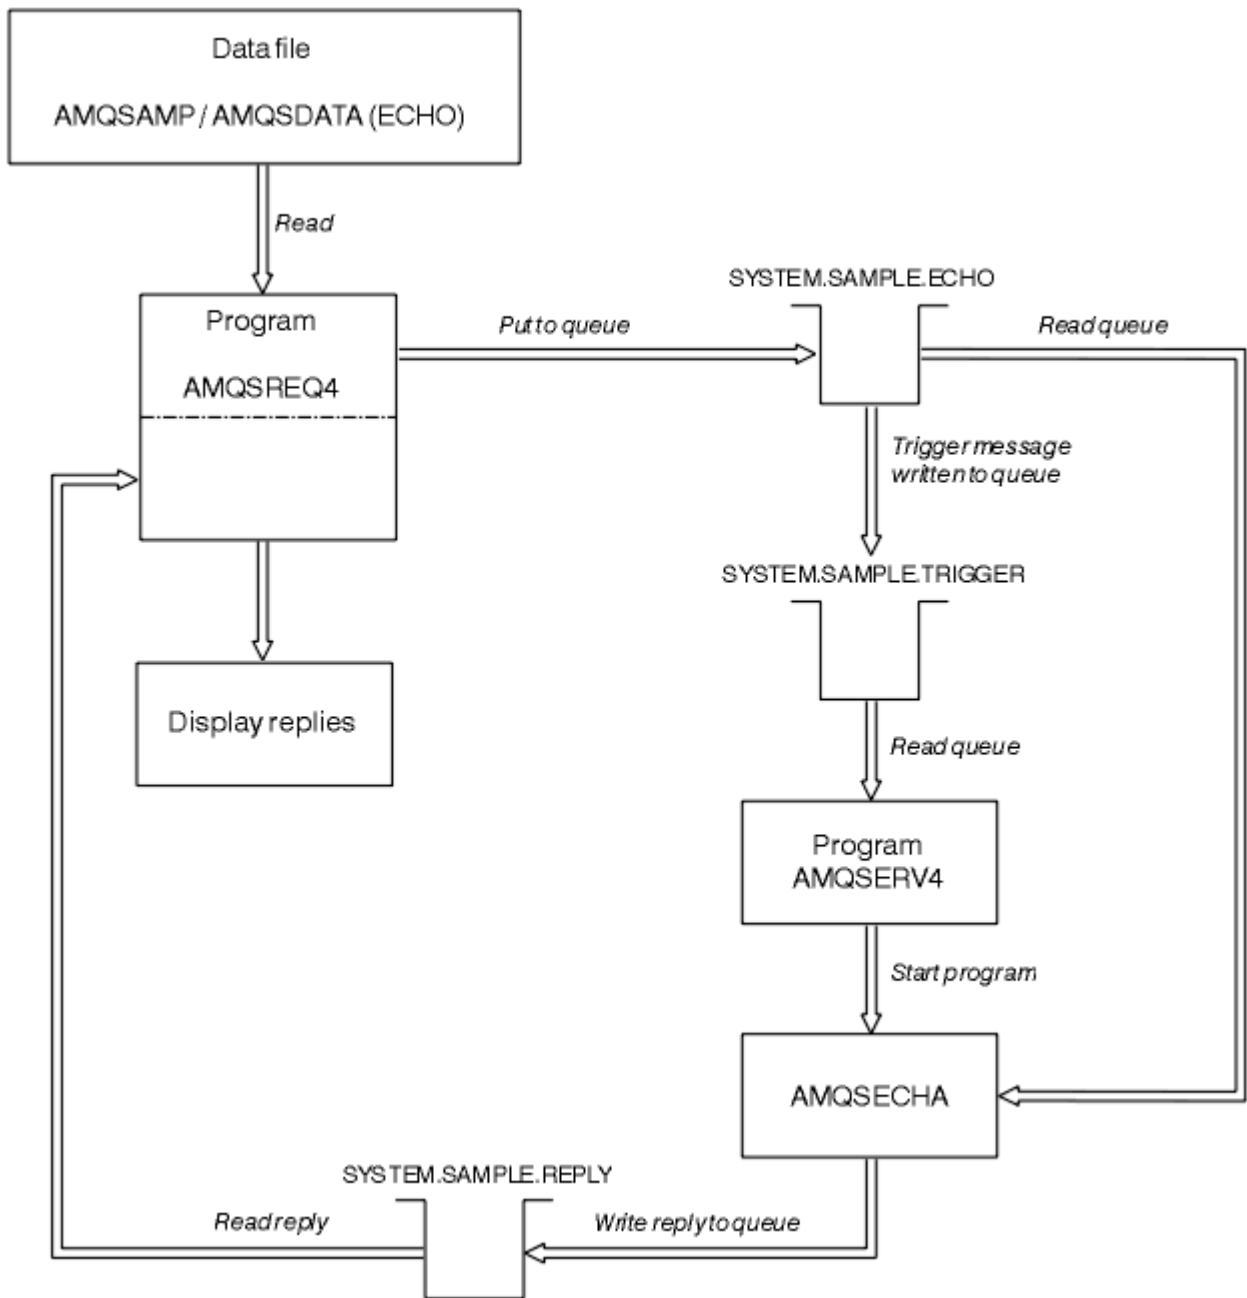 Data file
AMQSAMP / AMQSDATA (ECHO)
Read
Program
AMQSREQ4
Put to queue
SYSTEM.SAMPLE.ECHO
Read queue
Trigger message
written to queue
SYSTEM.SAMPLE.TRIGGER
Display replies
Read queue
Program
AMQSERV4
Start program
AMQSECHA
SYSTEM.SAMPLE.REPLY
Read reply
Write reply to queue